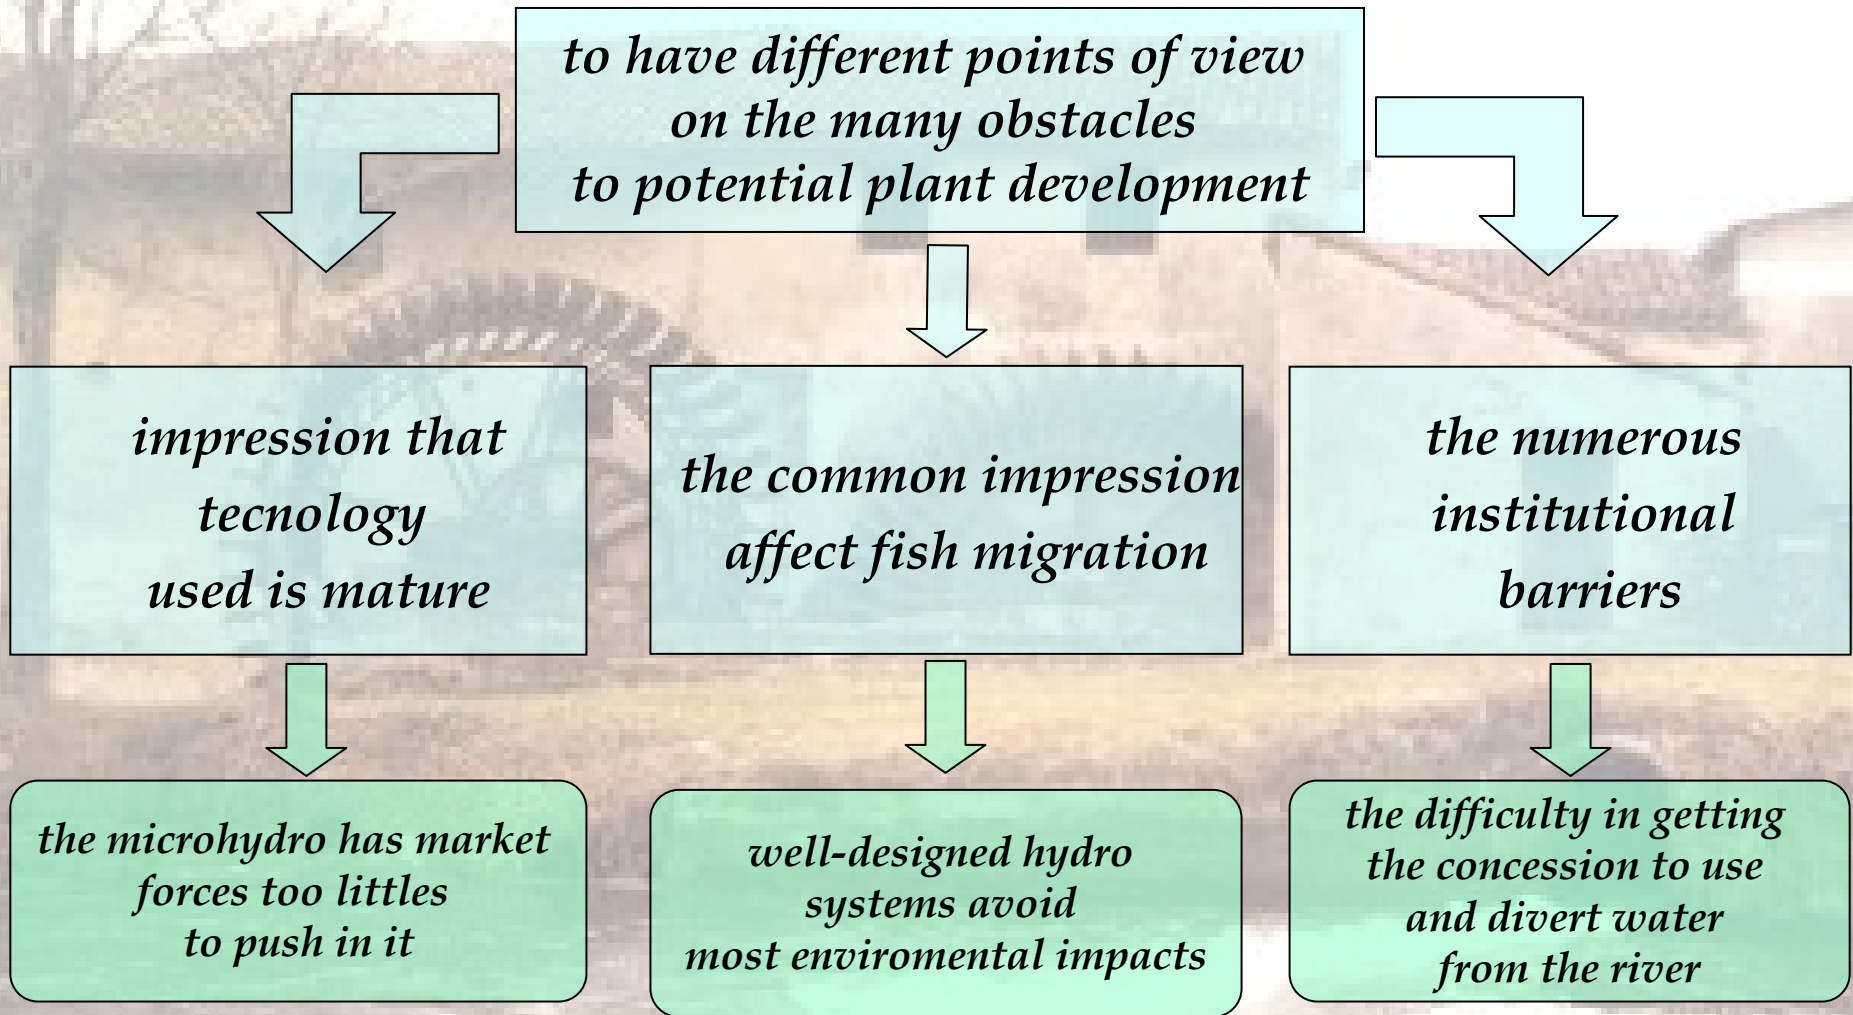 to have different points of view
on the many obstacles
to potential plant development
impression that
tecnology
used is mature
the common impression
affect fish migration
the numerous
institutional
barriers
the microhydro has market
forces too littles
to push in it
well-designed hydro
systems avoid
most enviromental impacts
the difficulty in getting
the concession to use
and divert water
from the river